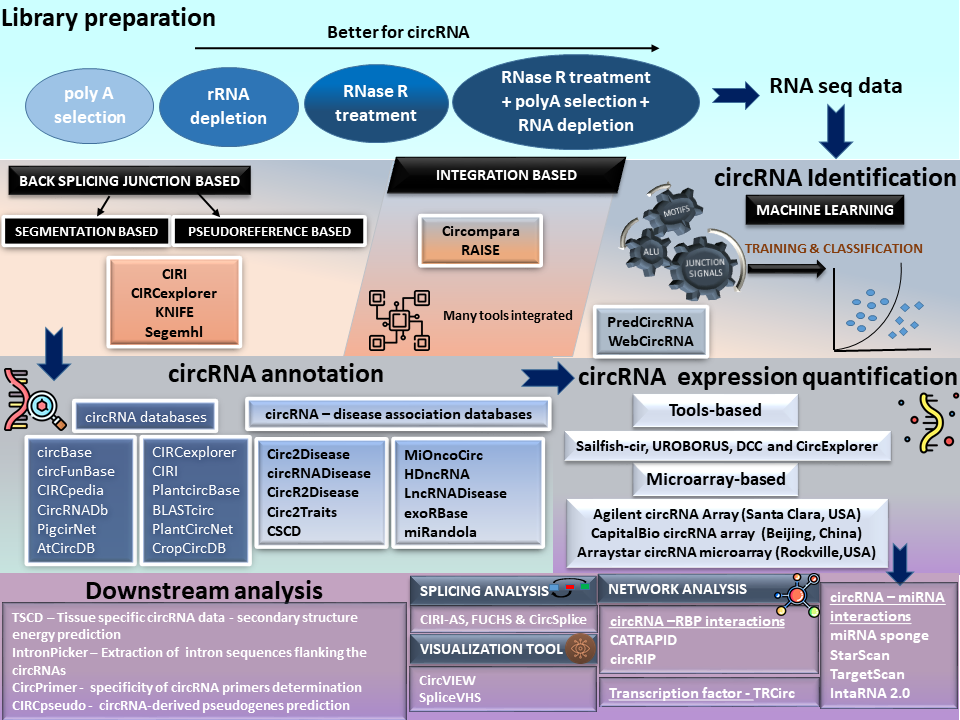 Library preparation
Better for circRNA
poly A
selection
rRNA
depletion
RNase R
treatment
RNase R treatment
+ polyA selection +
RNA depletion
RNA seq data
circRNA Identification
BACK SPLICING JUNCTION BASED
SEGMENTATION BASED
PSEUDOREFERENCE BASED
CIRI
CIRCexplorer
KNIFE
Segemhl
INTEGRATION BASED
Circompara
RAISE
Many tools integrated
MACHINE LEARNING
MOTIFS
ALU
JUNCTION
SIGNALS
TRAINING & CLASSIFICATION
PredCircRNA
WebCircRNA
circRNA annotation
circRNA databases
circBase
circFunBase
CIRCpedia
CircRNADb
PigcirNet
AtCircDB
CIRCexplorer
CIRI
PlantcircBase
BLASTcirc
PlantCircNet
CropCircDB
circRNA – disease association databases
Circ2Disease
circRNADisease
CircR2Disease
Circ2Traits
CSCD
MiOncoCirc
HDncRNA
LncRNADisease
exoRBase
miRandola
circRNA expression quantification
Tools-based
Sailfish-cir, UROBORUS, DCC and CircExplorer
Microarray-based
Agilent circRNA Array (Santa Clara, USA)
CapitalBio circRNA array (Beijing, China)
Arraystar circRNA microarray (Rockville,USA)
Downstream analysis
TSCD – Tissue specific circRNA data - secondary structure
energy prediction
IntronPicker – Extraction of intron sequences flanking the
circRNAs
CircPrimer - specificity of circRNA primers determination
CIRCpseudo - circRNA-derived pseudogenes prediction
SPLICING ANALYSIS
CIRI-AS, FUCHS & CircSplice
VISUALIZATION TOOL
CircVIEW
SpliceVHS
NETWORK ANALYSIS
circRNA –RBP interactions
CATRAPID
circRIP
Transcription factor - TRCirc
circRNA – miRNA
interactions
miRNA sponge
StarScan
TargetScan
IntaRNA 2.0